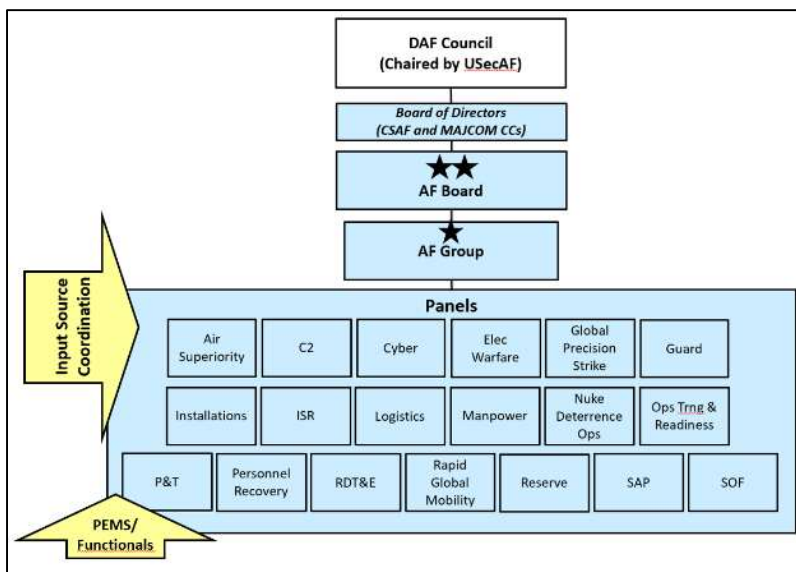 DAF Council
(Chaired by USecAF)
Board of Directors
(CSAF and MAJCOM CCs)
AF Board
AF Group
Input Source
Coordination
Panels
Air
Superiority
C2
Cyber
Elec
Warfare
Global
Precision
Strike
Guard
Installations
ISR
Logistics
Manpower
Nuke
Deterrence
Ops
Ops Trng &
Readiness
P&T
Personnel
Recovery
RDT&E
Rapid
Global
Mobility
Reserve
SAP
SOF
PEMS/
Functionals